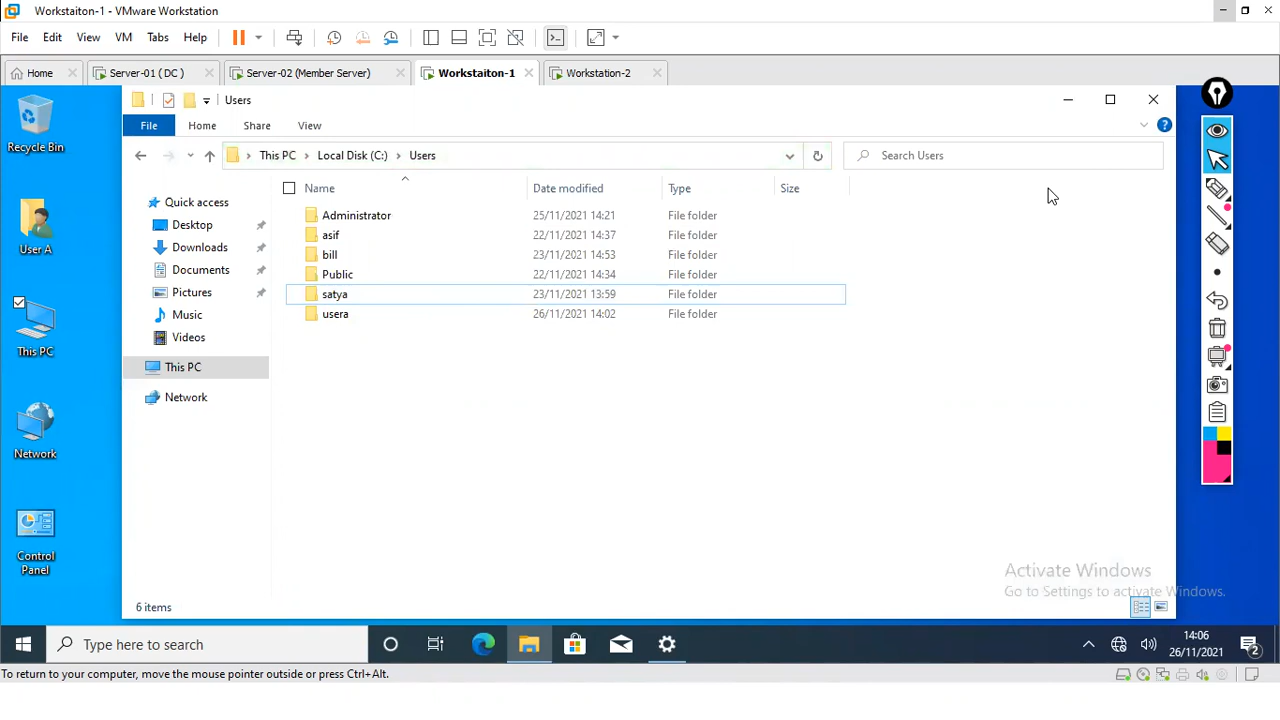 Workstaiton-1 - VMware Workstation
File Edit View VM Tabs Help
Home Server-01 ( DC ) Server-02 (Member Server) Workstaiton-1 Workstation-2
Users
File Home Share View
This PC Local Disk (C:) Users Search Users
Name Date modified Type Size
Administrator 25/11/2021 14:21 File folder
asif 22/11/2021 14:37 File folder
bill 23/11/2021 14:53 File folder
Public 22/11/2021 14:34 File folder
satya 23/11/2021 13:59 File folder
usera 26/11/2021 14:02 File folder
Quick access
Desktop
Downloads
Documents
Pictures
Music
Videos
This PC
Network
Recycle Bin
User A
This PC
Network
Control
Panel
6 items
Activate Windows
Go to Settings to activate Windows.
Type here to search
14:06
26/11/2021
2
To return to your computer, move the mouse pointer outside or press Ctrl+Alt.